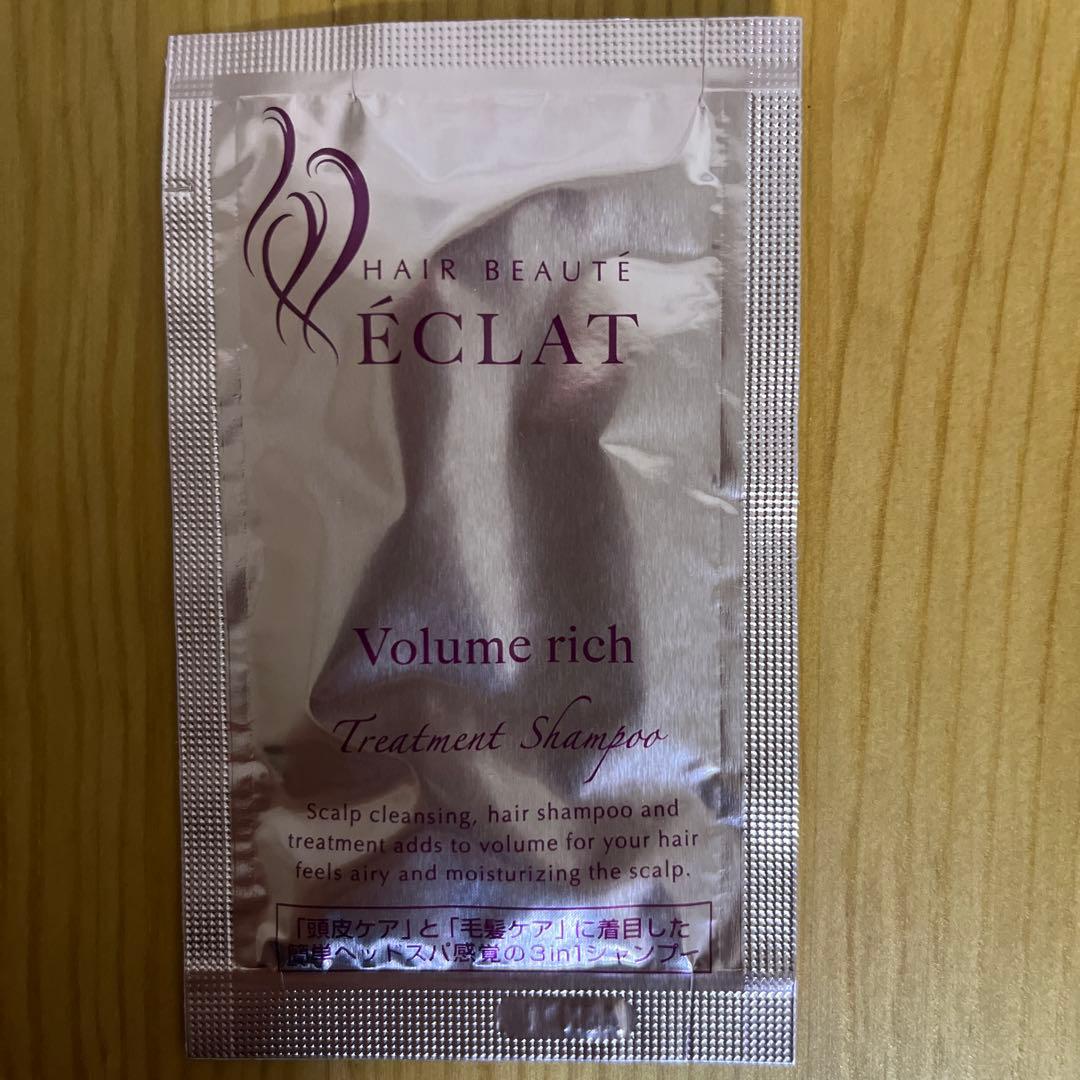 HAIR BEAUTÉ
ÉCLAT
Volume rich
Treatment Shampoo
Scalp cleansing, hair shampoo and
treatment adds to volume for your hair
feels airy and moisturizing the scalp.
「頭皮ケア」と「毛髪ケア」に着目した
簡単ヘッドスパ感覚の3in1シャンプー